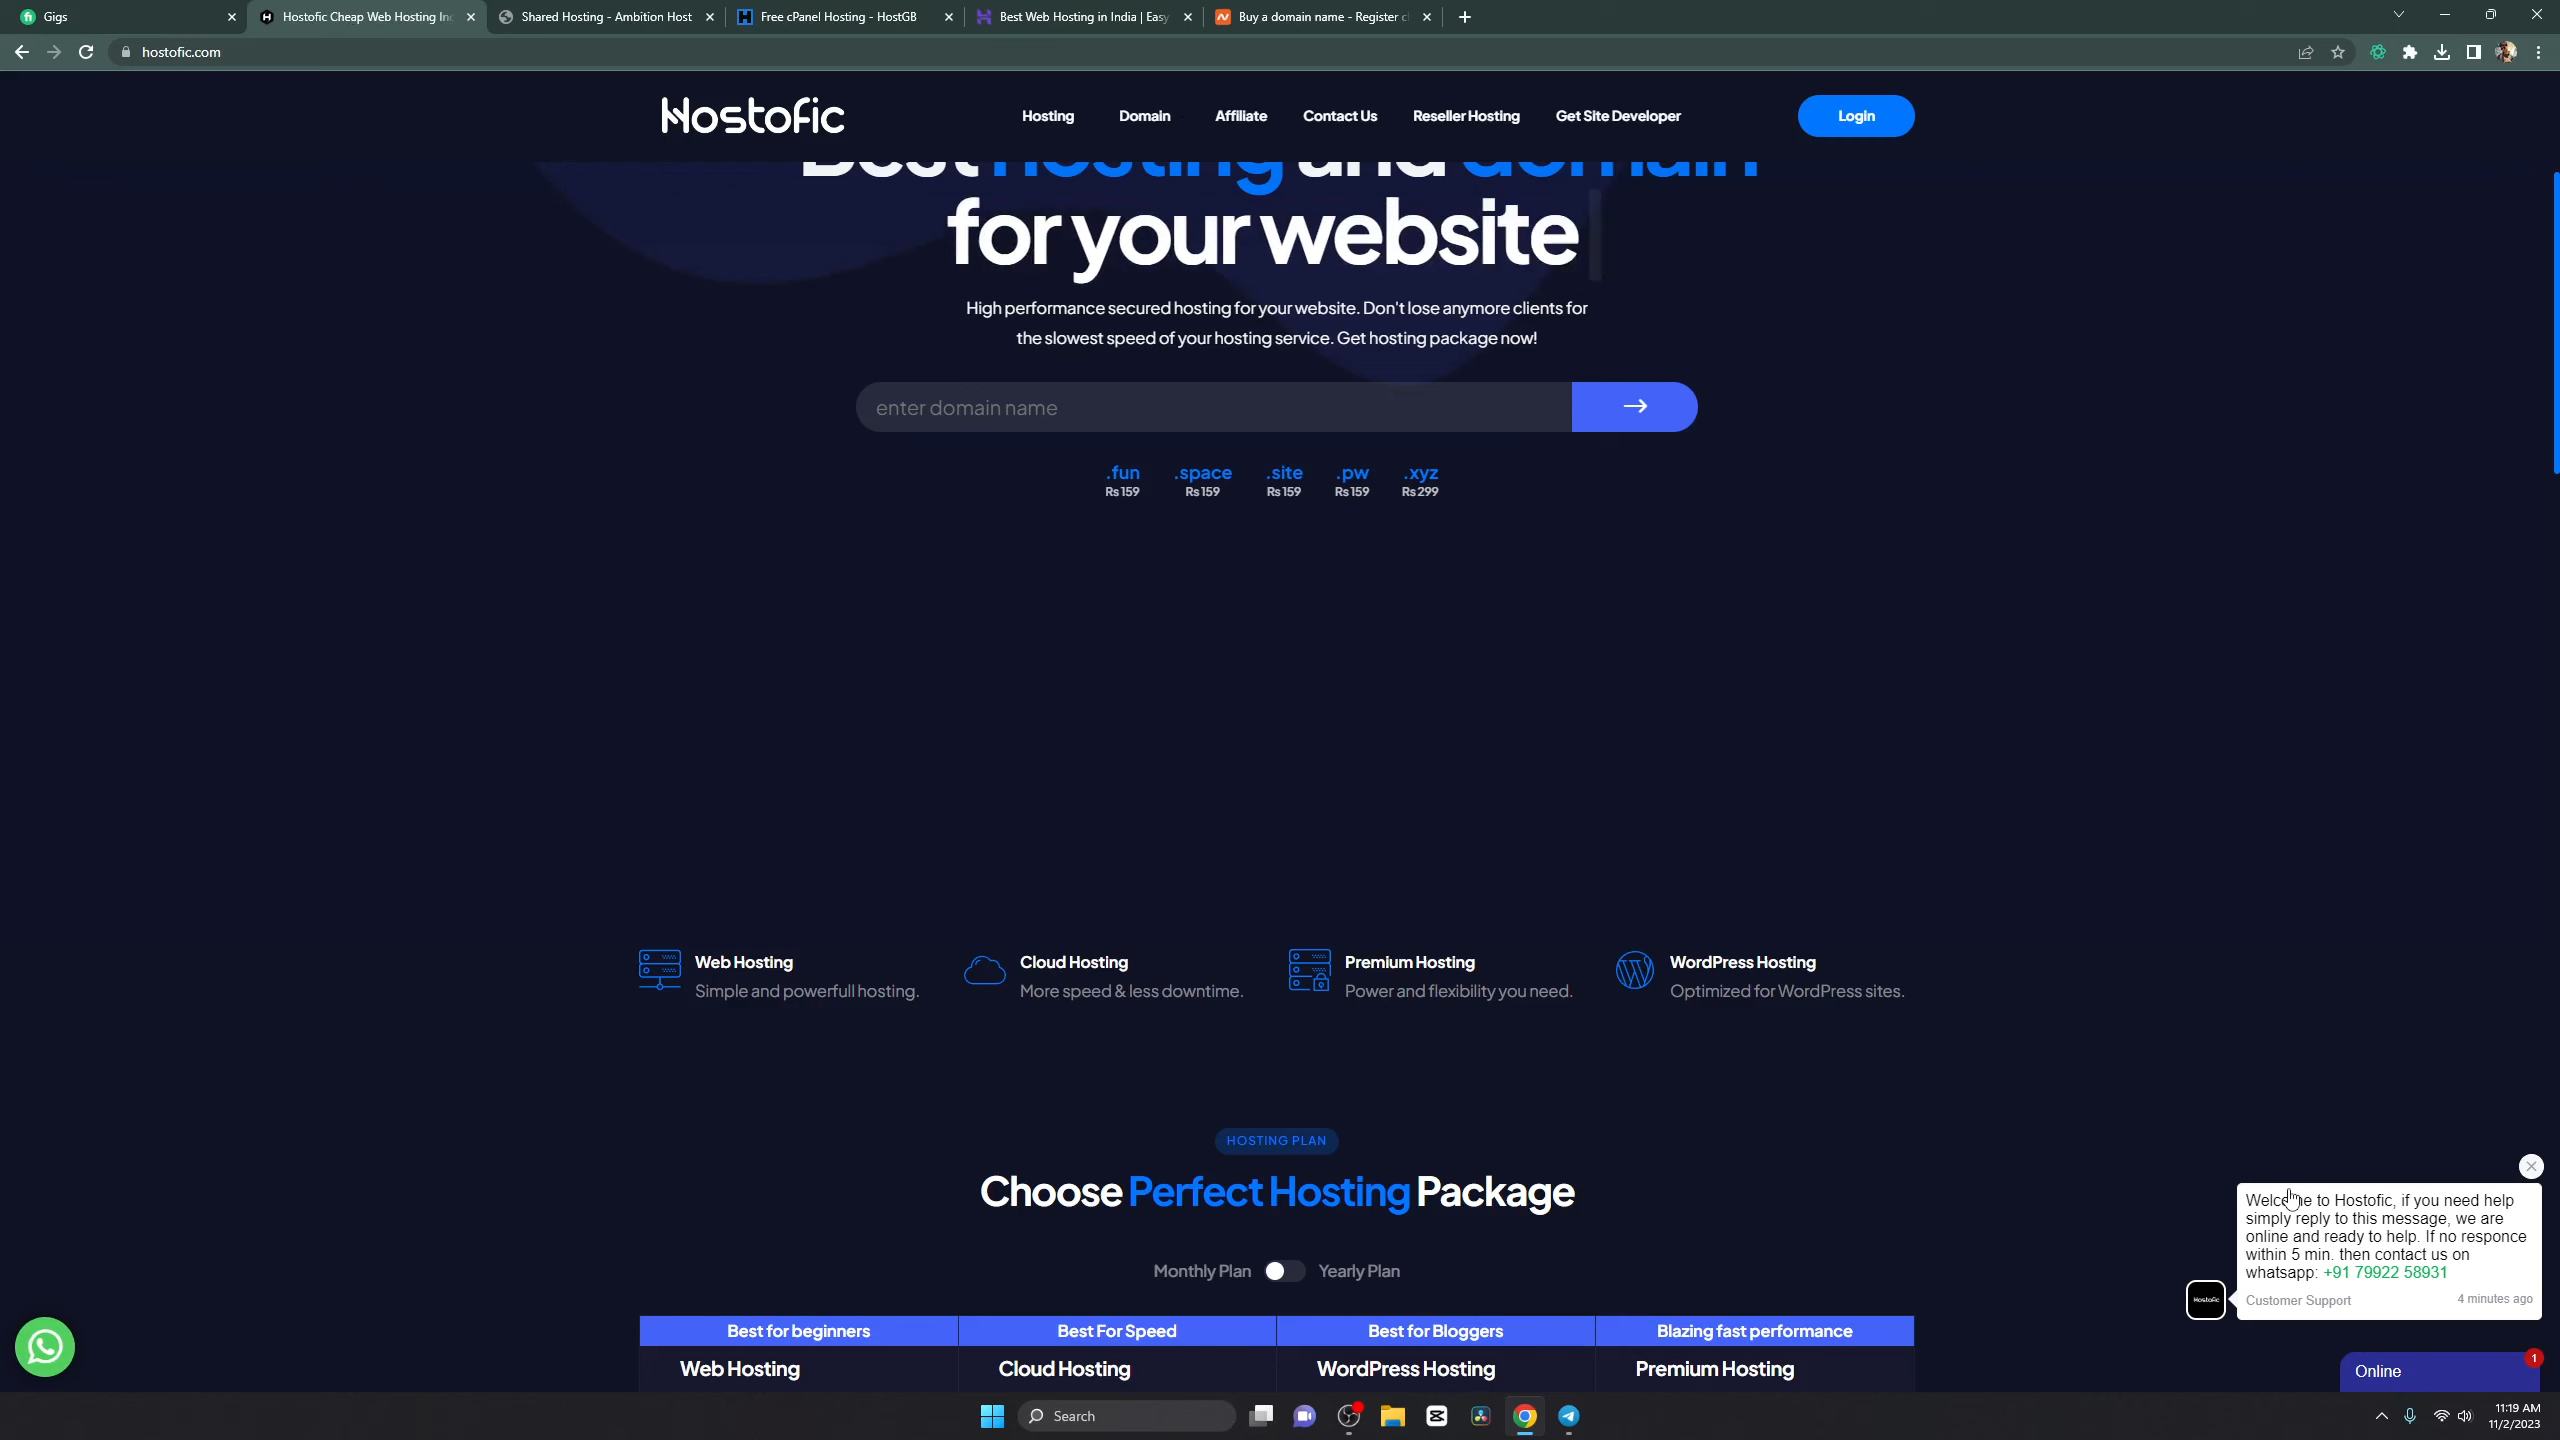 Gigs
Hostofic Cheap Web Hosting Inc
Shared Hosting - Ambition Host
Free cPanel Hosting - HostGB
Best Web Hosting in India | Easy
Buy a domain name - Register c
hostofic.com
Hostofic
Hosting
Domain
Affiliate
Contact Us
Reseller Hosting
Get Site Developer
Login
Best hosting and domain
for your website
High performance secured hosting for your website. Don't lose anymore clients for
the slowest speed of your hosting service. Get hosting package now!
enter domain name
.fun
.space
.site
.pw
.xyz
Rs 159
Rs 159
Rs 159
Rs 159
Rs 299
Web Hosting
Simple and powerfull hosting.
Cloud Hosting
More speed & less downtime.
Premium Hosting
Power and flexibility you need.
WordPress Hosting
Optimized for WordPress sites.
HOSTING PLAN
Choose Perfect Hosting Package
Monthly Plan
Yearly Plan
Best for beginners
Best For Speed
Best for Bloggers
Blazing fast performance
Web Hosting
Cloud Hosting
WordPress Hosting
Premium Hosting
Welcome to Hostofic, if you need help
simply reply to this message, we are
online and ready to help. If no responce
within 5 min. then contact us on
whatsapp: +91 79922 58931
Hostofic
Customer Support
4 minutes ago
Online
1
Search
11:19 AM
11/2/2023